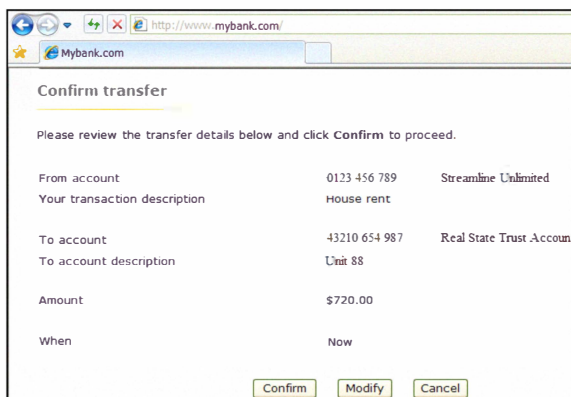 http://www.mybank.com/
Mybank.com
Confirm transfer
Please review the transfer details below and click Confirm to proceed.
From account 0123 456 789 Streamline Unlimited
Your transaction description House rent
To account 43210 654 987 Real State Trust Accoun
To account description Unit 88
Amount $720.00
When Now
Confirm Modify Cancel